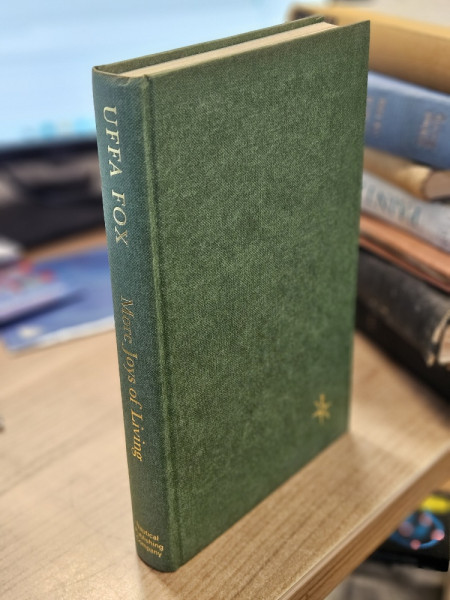 UFFA FOX
More Joys of Living
Nautical
Publishing
Company